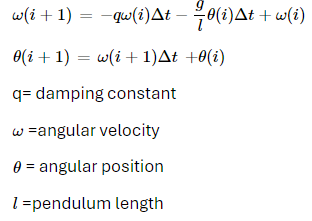 ω(i + 1) = −qω(i)Δt − g/l θ(i)Δt + ω(i)
θ(i + 1) = ω(i + 1)Δt +θ(i)
q= damping constant
ω =angular velocity
θ = angular position
l =pendulum length